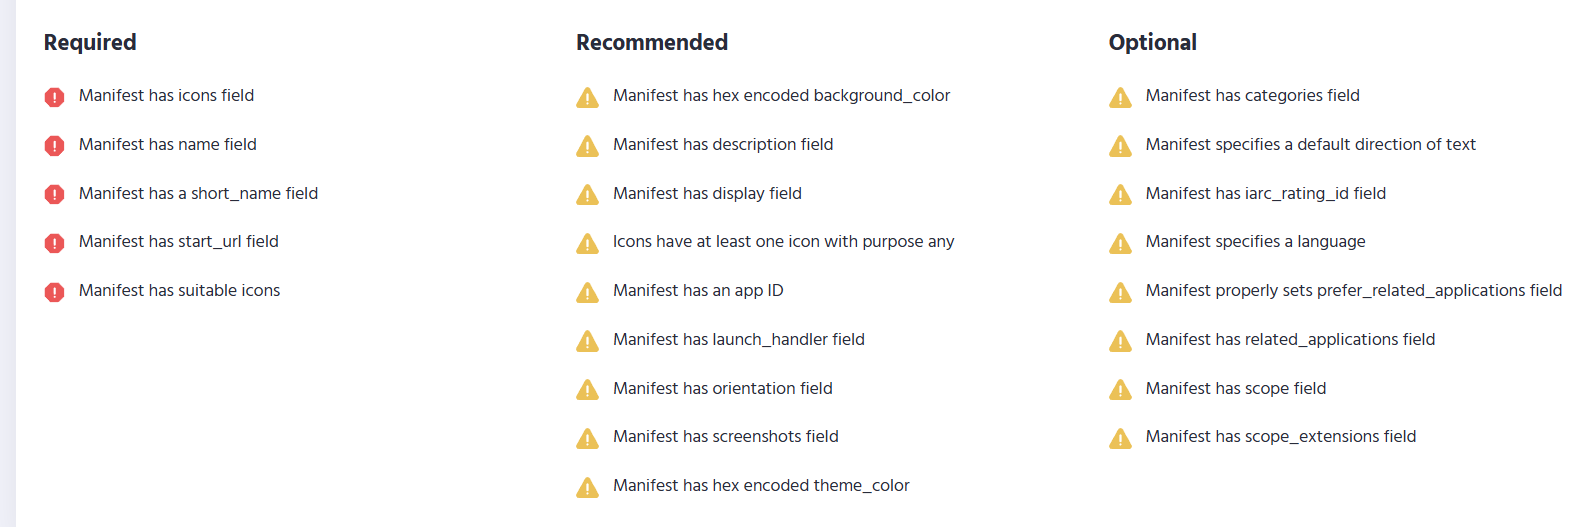 Required
Manifest has icons field
Manifest has name field
Manifest has a short_name field
Manifest has start_url field
Manifest has suitable icons
Recommended
Manifest has hex encoded background_color
Manifest has description field
Manifest has display field
Icons have at least one icon with purpose any
Manifest has an app ID
Manifest has launch_handler field
Manifest has orientation field
Manifest has screenshots field
Manifest has hex encoded theme_color
Optional
Manifest has categories field
Manifest specifies a default direction of text
Manifest has iarc_rating_id field
Manifest specifies a language
Manifest properly sets prefer_related_applications field
Manifest has related_applications field
Manifest has scope field
Manifest has scope_extensions field